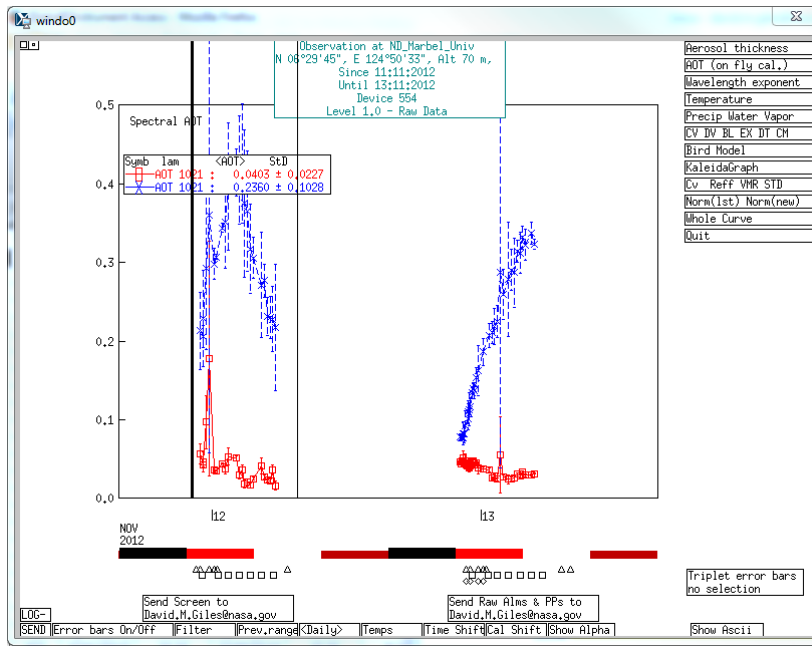 windo0
Observation at ND_Marbel_Univ
N 06°29'45", E 124°50'33", Alt 70 m,
Since 11:11:2012
Until 13:11:2012
Device 554
Level 1.0 - Raw Data
Spectral AOT
Symb lam <AOT> StD
AOT 1021 : 0.0403 ± 0.0227
AOT 1021 : 0.2360 ± 0.1028
0.5
0.4
0.3
0.2
0.1
0.0
12
13
NOV
2012
Aerosol thickness
AOT (on fly cal.)
Wavelength exponent
Temperature
Precip Water Vapor
CV DV BL EX DT CM
Bird Model
KaleidaGraph
Cv Reff VMR STD
Norm(lst) Norm(new)
Whole Curve
Quit
Triplet error bars
no selection
Send Screen to
David.M.Giles@nasa.gov
Send Raw Alms & PPs to
David.M.Giles@nasa.gov
LOG-
SEND Error bars On/Off Filter Prev.range <Daily> Temps Time Shift Cal Shift Show Alpha Show Ascii